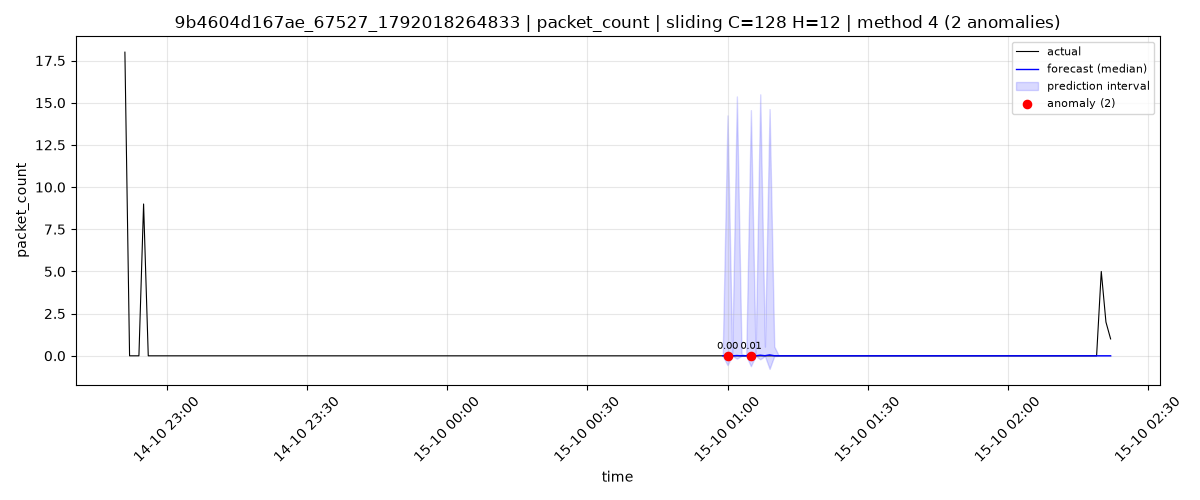 9b4604d167ae_67527_1792018264833 | packet_count | sliding C=128 H=12 | method 4 (2 anomalies)
actual
forecast (median)
prediction interval
anomaly (2)
17.5
15.0
12.5
10.0
7.5
5.0
2.5
0.0
packet_count
0.00 0.01
14-10 23:00
14-10 23:30
15-10 00:00
15-10 00:30
15-10 01:00
15-10 01:30
15-10 02:00
15-10 02:30
time